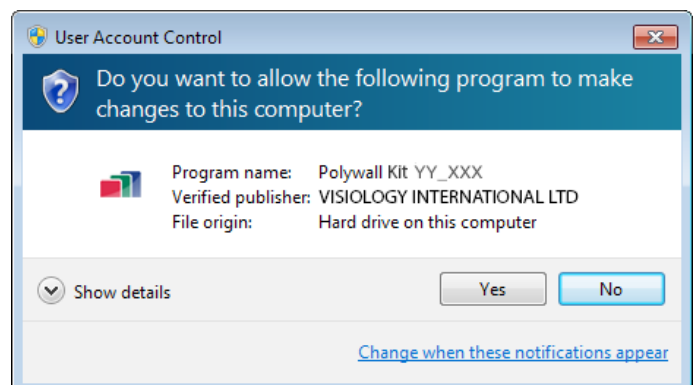 User Account Control
Do you want to allow the following program to make
changes to this computer?
Program name: Polywall Kit YY_XXX
Verified publisher: VISIOLOGY INTERNATIONAL LTD
File origin: Hard drive on this computer
Show details Yes No
Change when these notifications appear